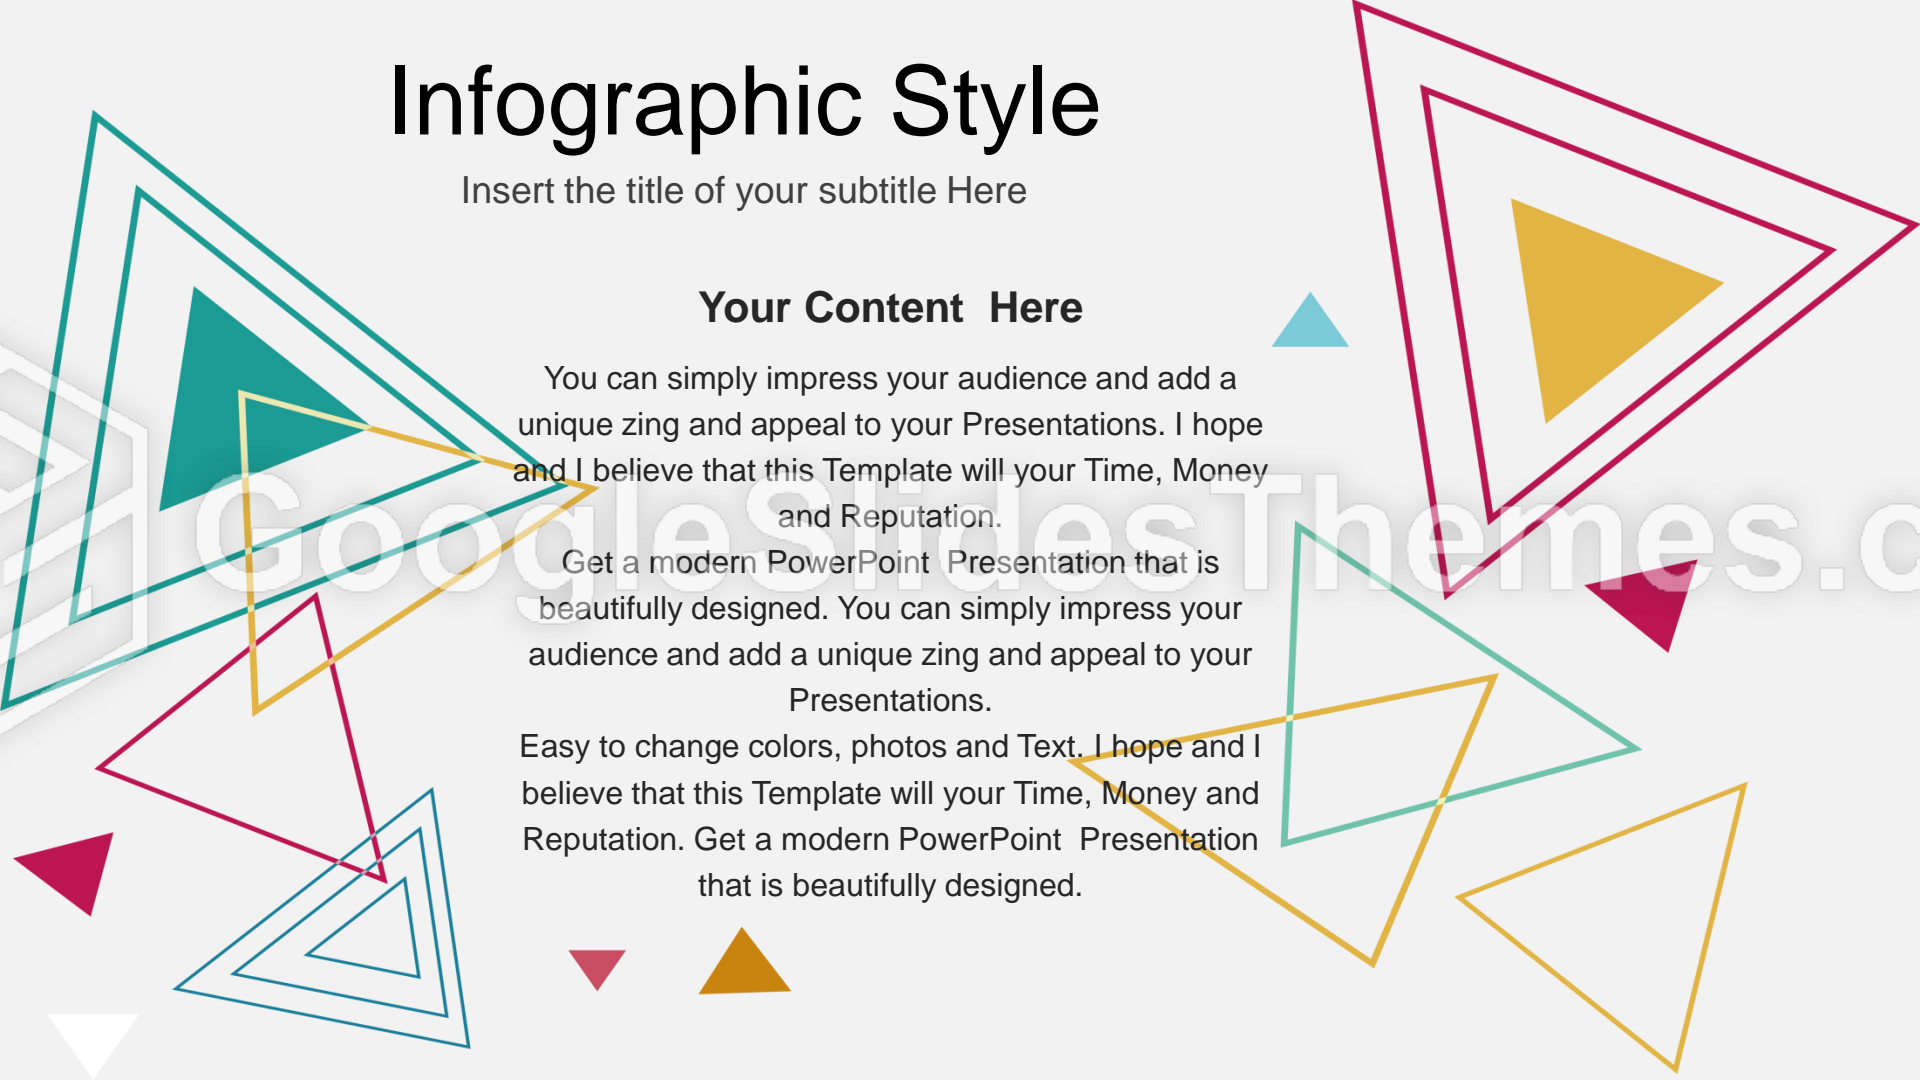 Infographic Style
Insert the title of your subtitle Here
Your Content  Here
You can simply impress your audience and add a
unique zing and appeal to your Presentations. I hope
and I believe that this Template will your Time, Money
and Reputation.
Get a modern PowerPoint  Presentation that is
beautifully designed. You can simply impress your
audience and add a unique zing and appeal to your
Presentations.
Easy to change colors, photos and Text. I hope and I
believe that this Template will your Time, Money and
Reputation. Get a modern PowerPoint  Presentation
that is beautifully designed.
GoogleSlidesThemes.c